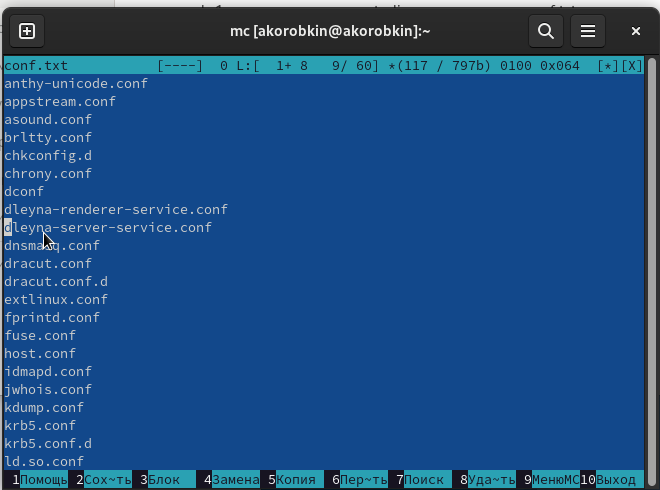 mc [akorobkin@akorobkin]:~
conf.txt [----] 0 L:[ 1+ 8 9/ 60] *(117 / 797b) 0100 0x064 [*][X]
anthy-unicode.conf
appstream.conf
asound.conf
brltty.conf
chkconfig.d
chrony.conf
dconf
dleyna-renderer-service.conf
dleyna-server-service.conf
dnsmasq.conf
dracut.conf
dracut.conf.d
extlinux.conf
fprintd.conf
fuse.conf
host.conf
idmapd.conf
jwhois.conf
kdump.conf
krb5.conf
krb5.conf.d
ld.so.conf
1Помощь 2Сох~ть 3Блок 4Замена 5Копия 6Пер~ть 7Поиск 8Уда~ть 9МенюMC 10Выход